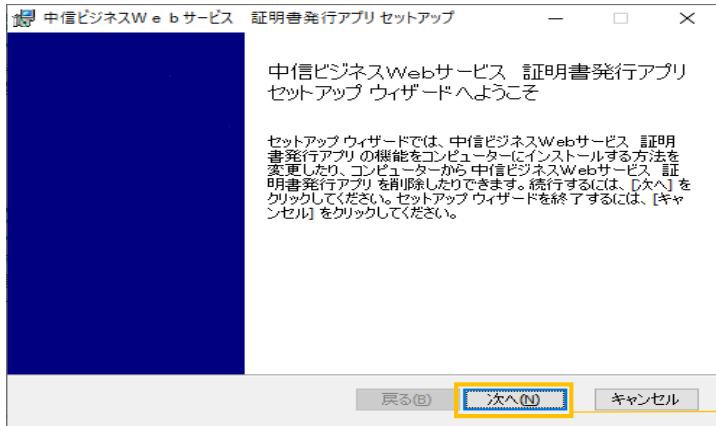 中信ビジネスＷｅｂサービス　証明書発行アプリ セットアップ
中信ビジネスWebサービス　証明書発行アプリ
セットアップ ウィザードへようこそ
セットアップ ウィザードでは、中信ビジネスWebサービス　証明
書発行アプリ の機能をコンピューターにインストールする方法を
変更したり、コンピューターから 中信ビジネスWebサービス　証
明書発行アプリ を削除したりできます。続行するには、[次へ] を
クリックしてください。セットアップ ウィザードを終了するには、[キャ
ンセル] をクリックしてください。
戻る(B)
次へ(N)
キャンセル